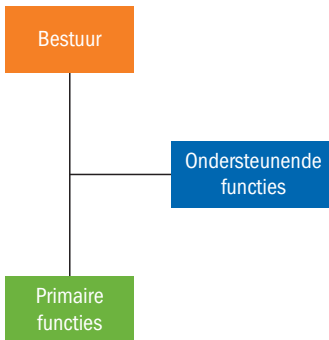 Bestuur
Ondersteunende
functies
Primaire
functies